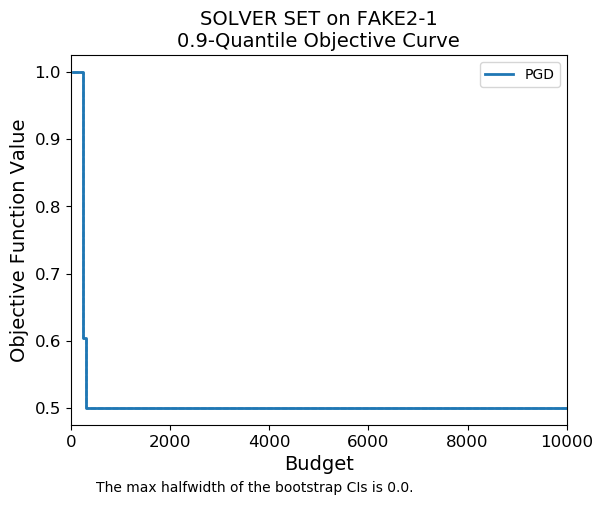 SOLVER SET on FAKE2-1
0.9-Quantile Objective Curve
PGD
Objective Function Value
1.0
0.9
0.8
0.7
0.6
0.5
0
2000
4000
6000
8000
10000
Budget
The max halfwidth of the bootstrap CIs is 0.0.